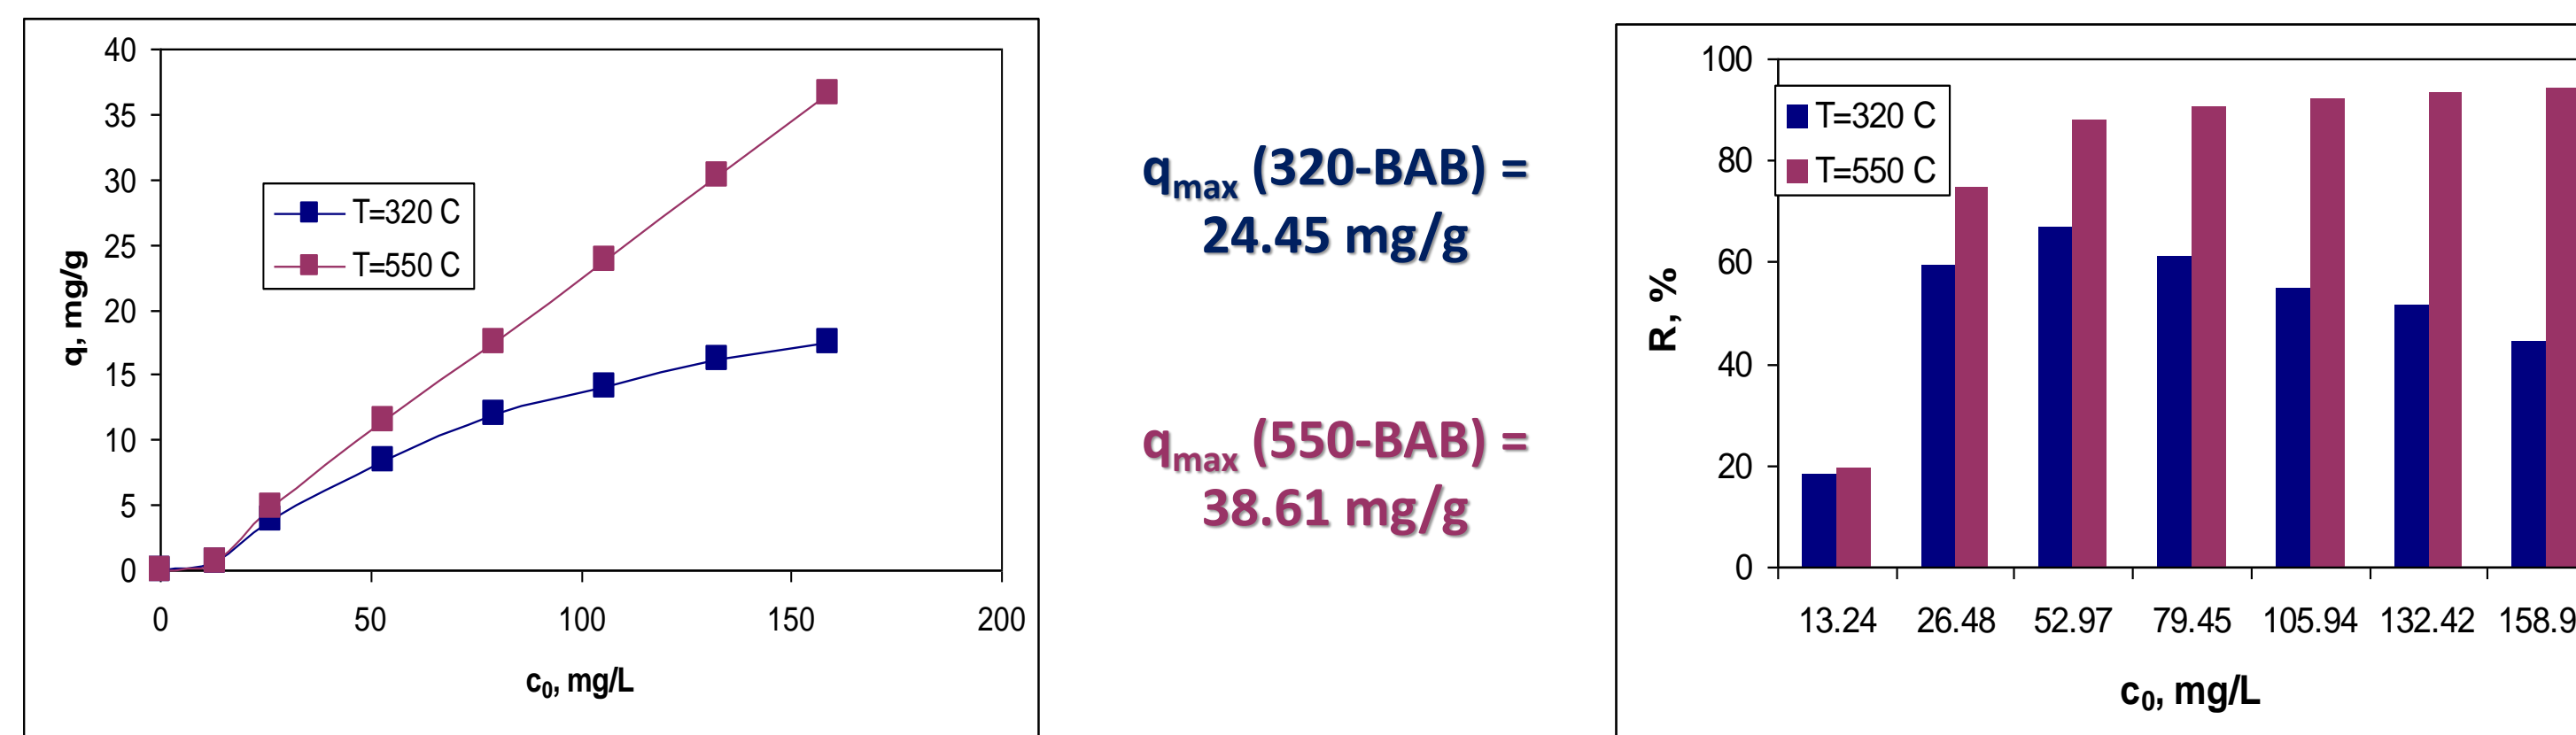 40
35
30
25
20
15
10
5
0
q, mg/g
T=320 C
T=550 C
0 50 100 150 200
c₀, mg/L
qmax (320-BAB) =
24.45 mg/g
qmax (550-BAB) =
38.61 mg/g
100
80
60
40
20
0
R, %
T=320 C
T=550 C
13.24 26.48 52.97 79.45 105.94 132.42 158.9
c₀, mg/L